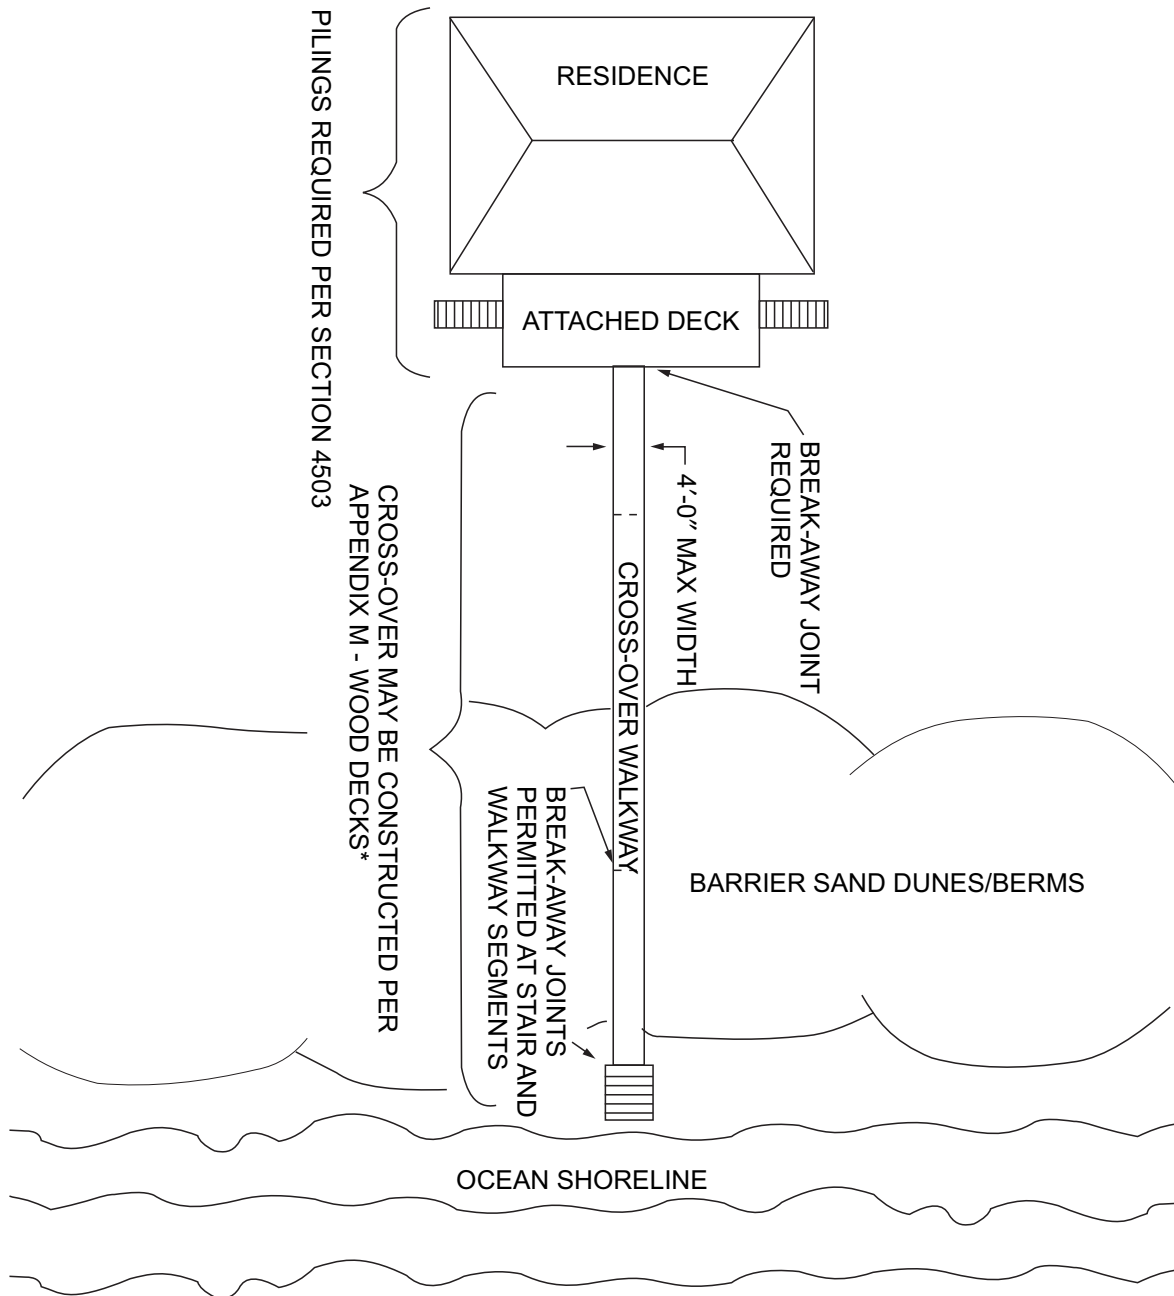 RESIDENCE
PILINGS REQUIRED PER SECTION 4503
ATTACHED DECK
BREAK-AWAY JOINT
REQUIRED
4′-0″ MAX WIDTH
CROSS-OVER WALKWAY
CROSS-OVER MAY BE CONSTRUCTED PER
APPENDIX M - WOOD DECKS*
BREAK-AWAY JOINTS
PERMITTED AT STAIR AND
WALKWAY SEGMENTS
BARRIER SAND DUNES/BERMS
OCEAN SHORELINE